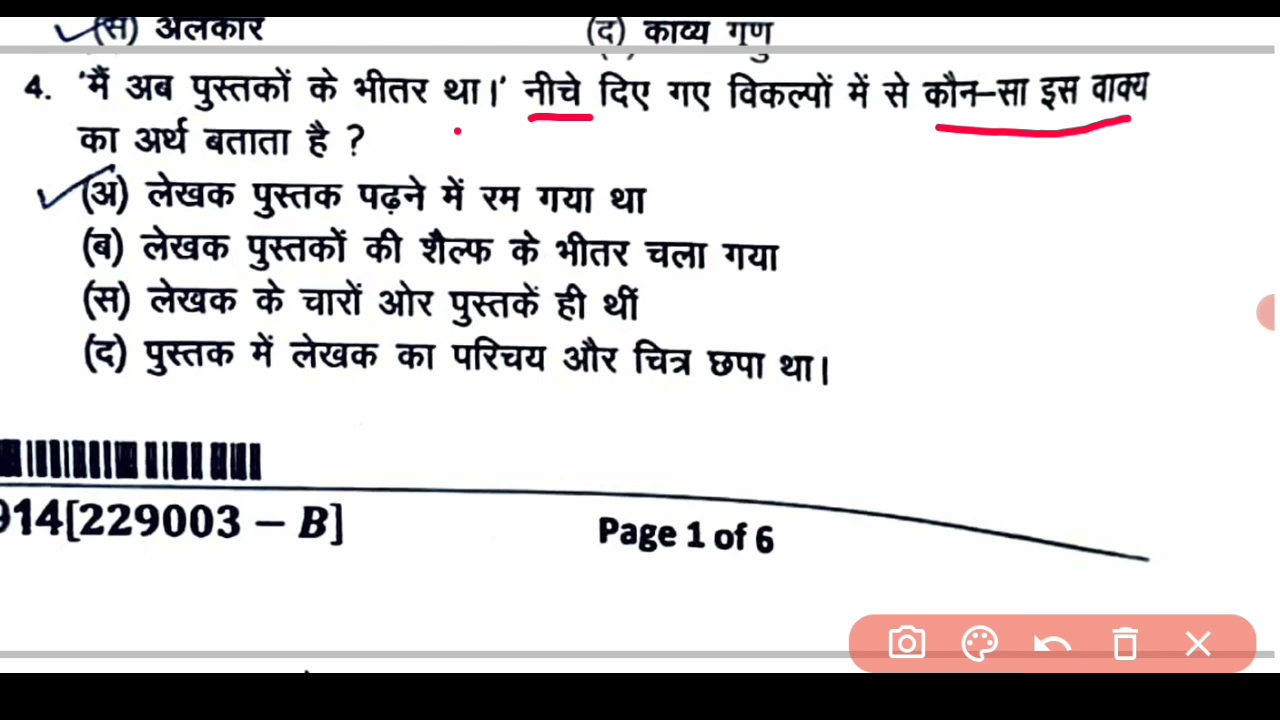 (स) अलंकार (द) काव्य गुण
4. 'मैं अब पुस्तकों के भीतर था।' नीचे दिए गए विकल्पों में से कौन–सा इस वाक्य
का अर्थ बताता है ?
(अ) लेखक पुस्तक पढ़ने में रम गया था
(ब) लेखक पुस्तकों की शैल्फ के भीतर चला गया
(स) लेखक के चारों ओर पुस्तकें ही थीं
(द) पुस्तक में लेखक का परिचय और चित्र छपा था।
914[229003 – B] Page 1 of 6